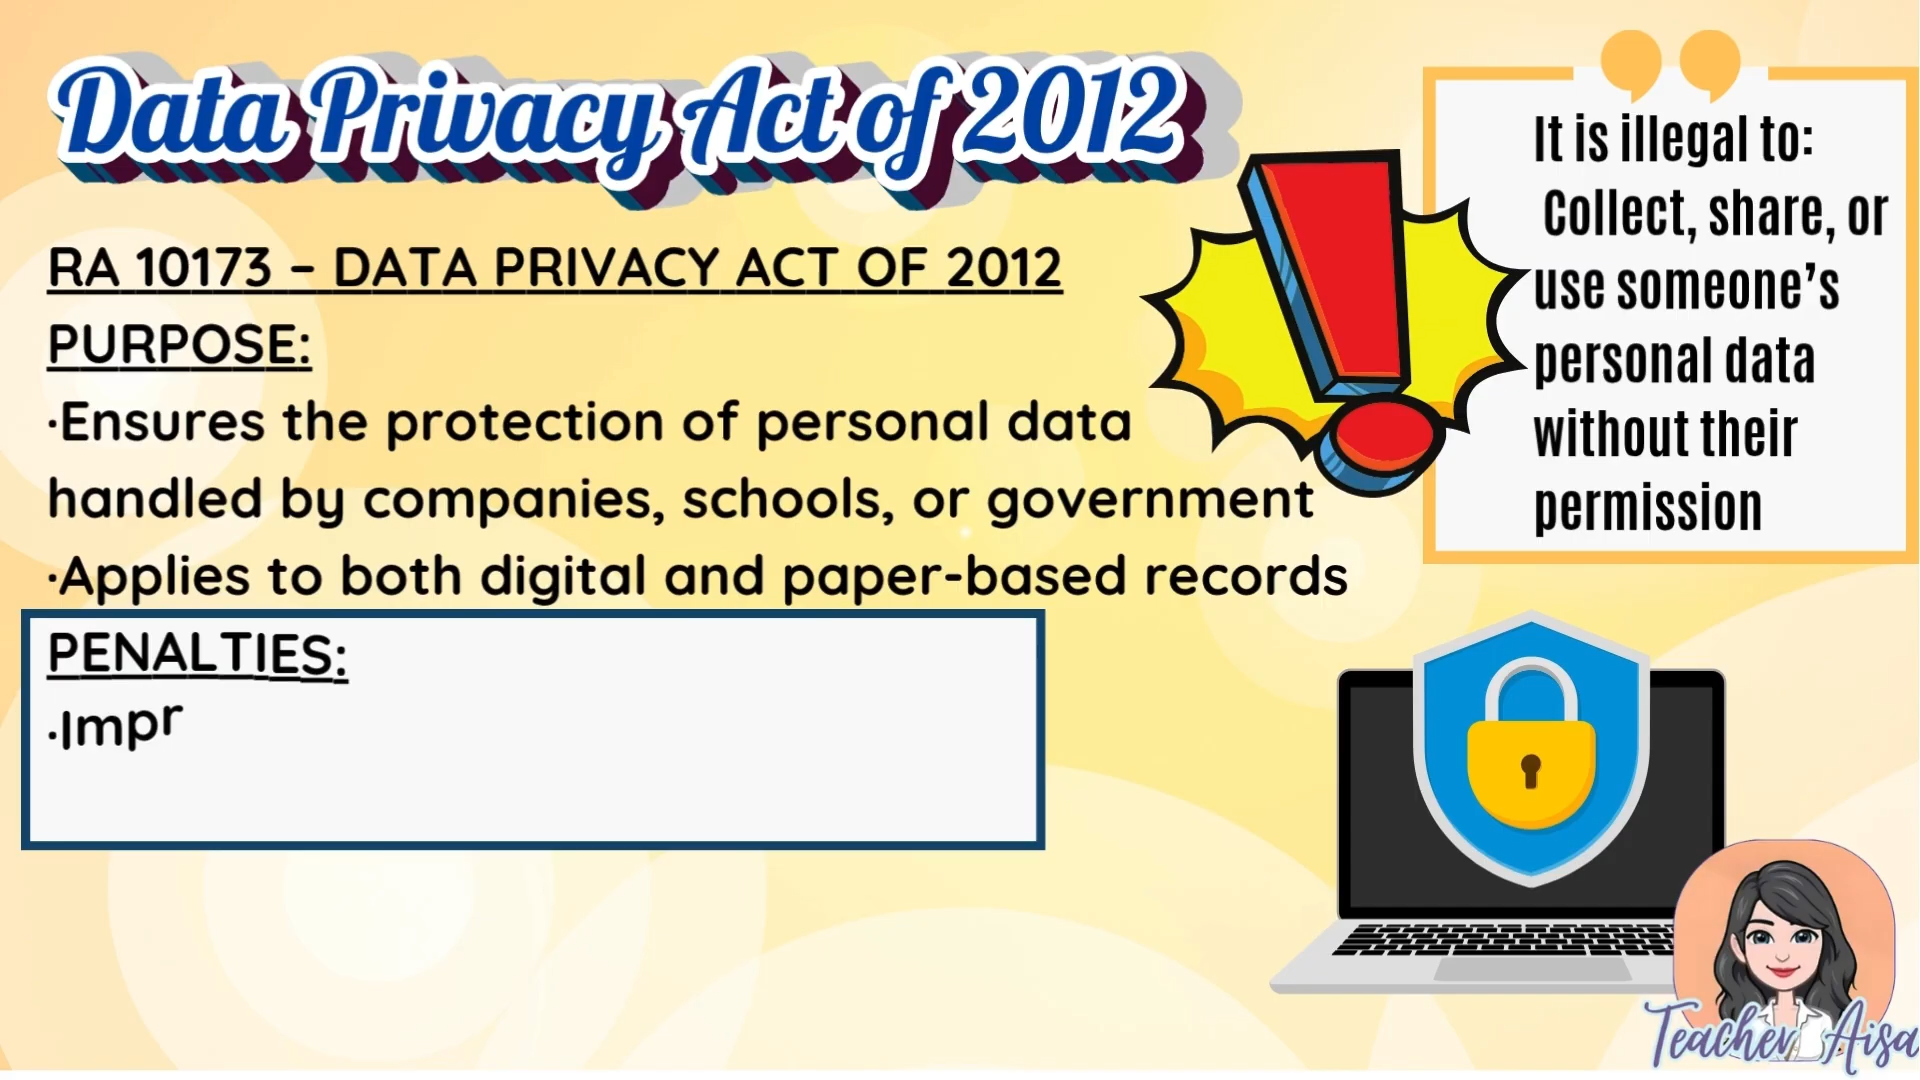 Data Privacy Act of 2012
RA 10173 – DATA PRIVACY ACT OF 2012
PURPOSE:
·Ensures the protection of personal data
handled by companies, schools, or government
·Applies to both digital and paper-based records
PENALTIES:
·Impr
It is illegal to:
Collect, share, or
use someone’s
personal data
without their
permission
Teacher Aisa